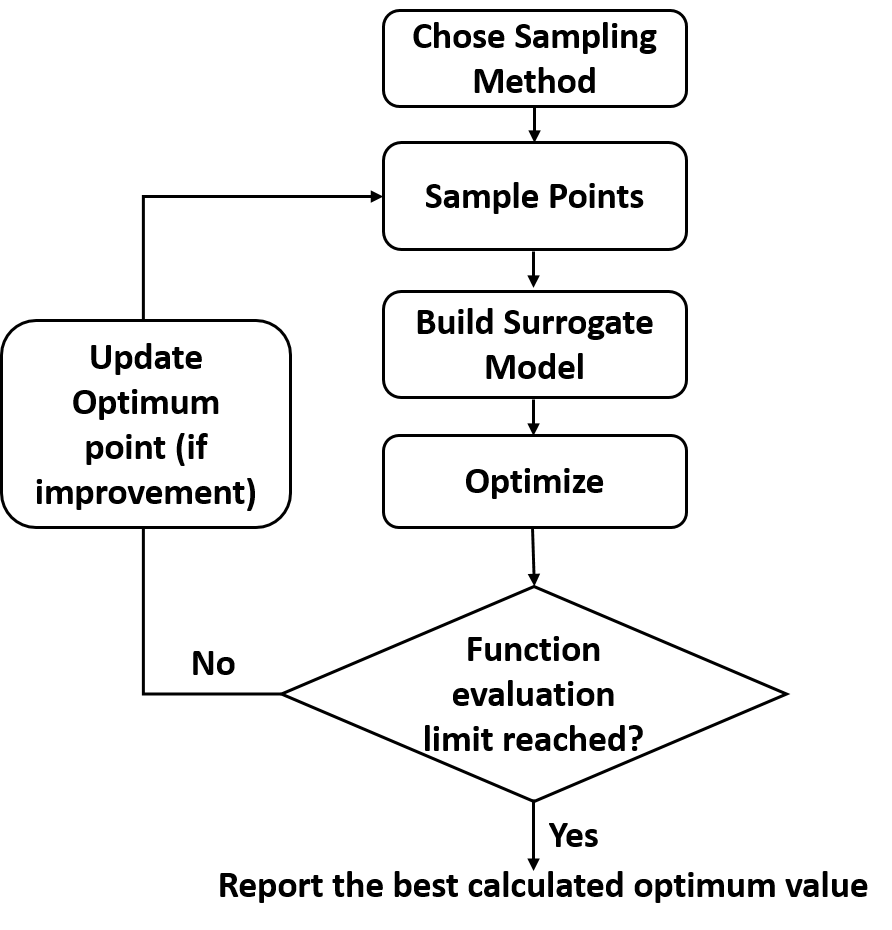 Chose Sampling
Method
Sample Points
Build Surrogate
Model
Update
Optimum
point (if
improvement)
Optimize
Function
evaluation
limit reached?
No
Yes
Report the best calculated optimum value